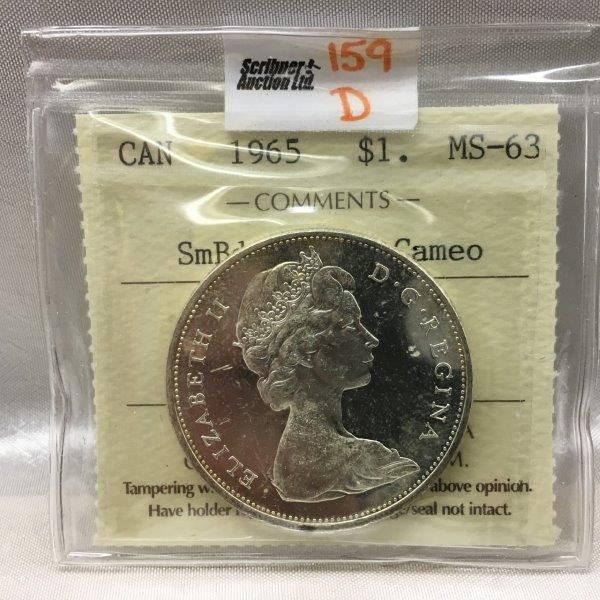 Scribner
Auction Ltd.
159
D
CAN 1965 $1. MS-63
— COMMENTS —
Cameo
ELIZABETH II D·G·REGINA
Tampering above opinion.
Have holder seal not intact.